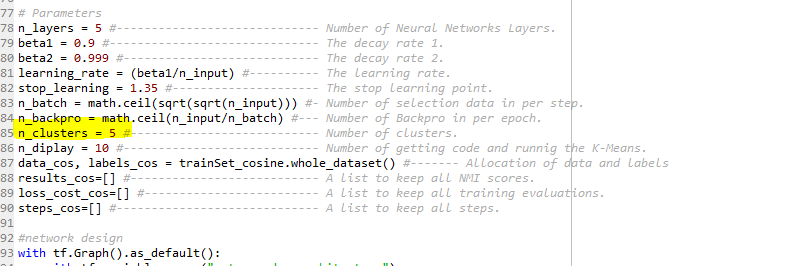 77 # Parameters
78 n_layers = 5 #----------------------------- Number of Neural Networks Layers.
79 beta1 = 0.9 #------------------------------ The decay rate 1.
80 beta2 = 0.999 #---------------------------- The decay rate 2.
81 learning_rate = (beta1/n_input) #---------- The learning rate.
82 stop_learning = 1.35 #--------------------- The stop learning point.
83 n_batch = math.ceil(sqrt(sqrt(n_input))) #- Number of selection data in per step.
84 n_backpro = math.ceil(n_input/n_batch) #--- Number of Backpro in per epoch.
85 n_clusters = 5 #--------------------------- Number of clusters.
86 n_diplay = 10 #---------------------------- Number of getting code and runnig the K-Means.
87 data_cos, labels_cos = trainSet_cosine.whole_dataset() #------- Allocation of data and labels
88 results_cos=[] #--------------------------- A list to keep all NMI scores.
89 loss_cost_cos=[] #------------------------- A list to keep all training evaluations.
90 steps_cos=[] #----------------------------- A list to keep all steps.
91
92 #network design
93 with tf.Graph().as_default():